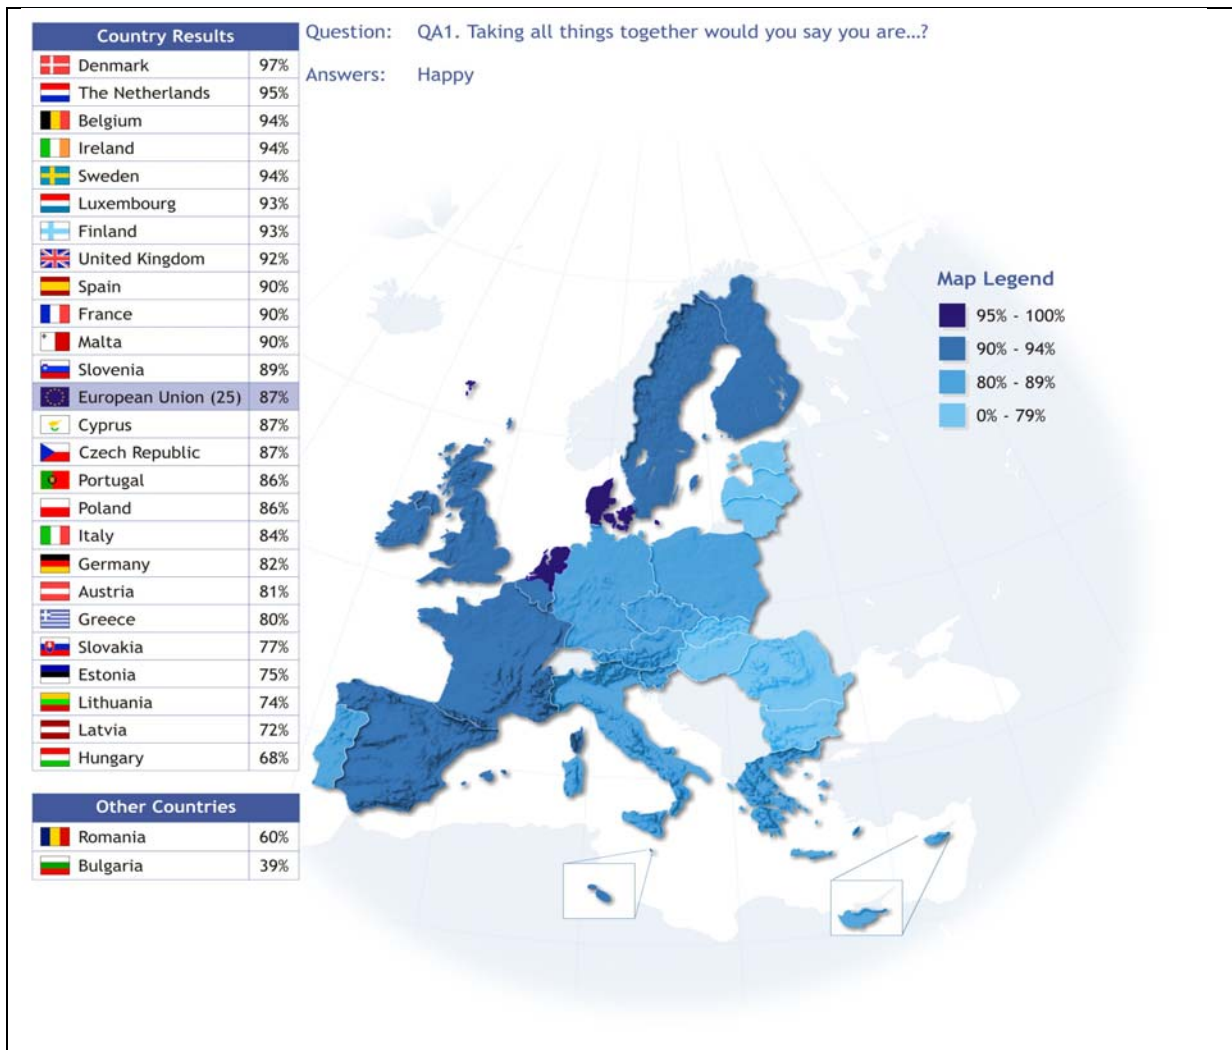 Country Results
Denmark 97%
The Netherlands 95%
Belgium 94%
Ireland 94%
Sweden 94%
Luxembourg 93%
Finland 93%
United Kingdom 92%
Spain 90%
France 90%
Malta 90%
Slovenia 89%
European Union (25) 87%
Cyprus 87%
Czech Republic 87%
Portugal 86%
Poland 86%
Italy 84%
Germany 82%
Austria 81%
Greece 80%
Slovakia 77%
Estonia 75%
Lithuania 74%
Latvia 72%
Hungary 68%
Other Countries
Romania 60%
Bulgaria 39%
Question: QA1. Taking all things together would you say you are...?
Answers: Happy
Map Legend
95% - 100%
90% - 94%
80% - 89%
0% - 79%